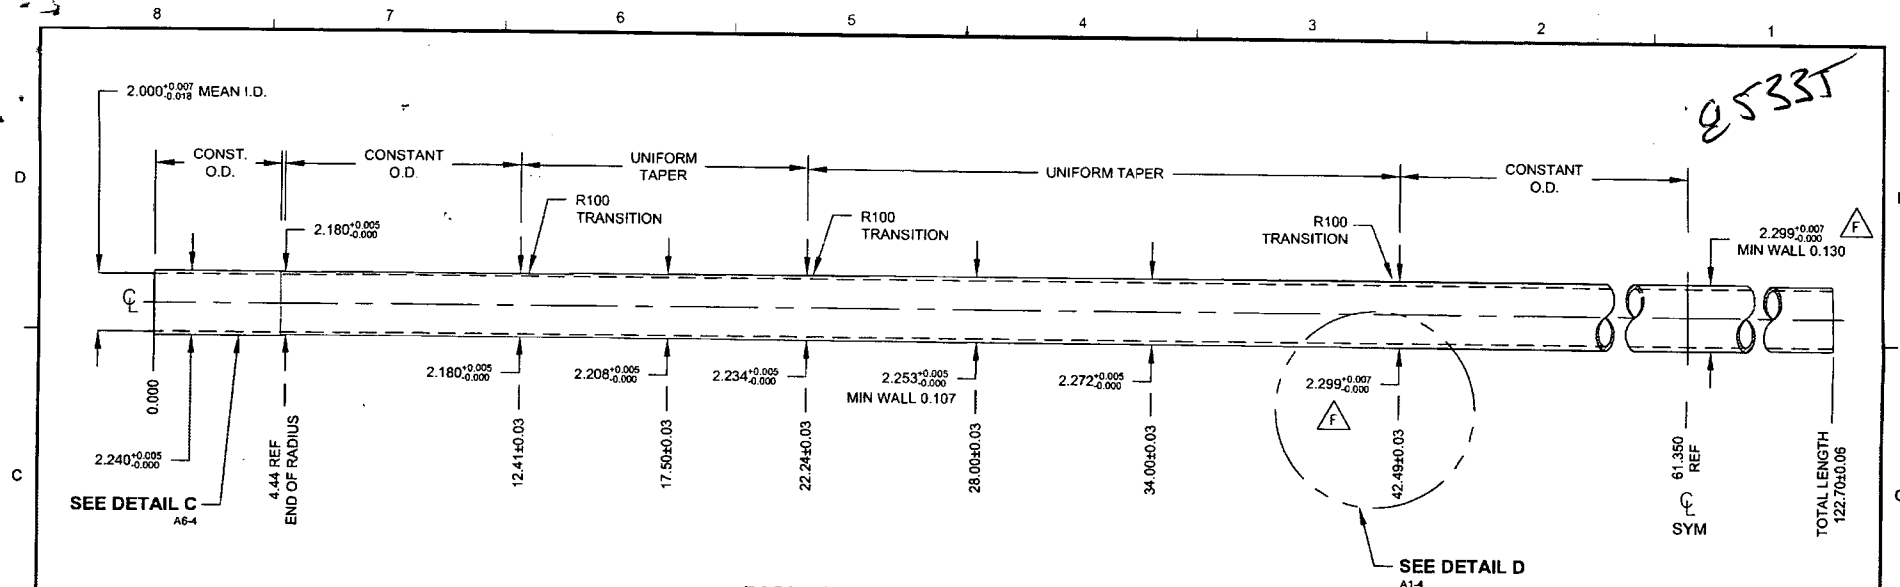 8 7 6 5 4 3 2 1
2.000 +0.007 -0.018 MEAN I.D.
CONST. O.D.
CONSTANT O.D.
UNIFORM TAPER
UNIFORM TAPER
CONSTANT O.D.
D
R100
TRANSITION
R100
TRANSITION
R100
TRANSITION
2.180 +0.005 -0.000
2.299 +0.007 -0.000
MIN WALL 0.130
F
℄
2.180 +0.005 -0.000
2.208 +0.005 -0.000
2.234 +0.005 -0.000
2.253 +0.005 -0.000
MIN WALL 0.107
2.272 +0.005 -0.000
2.299 +0.007 -0.000
F
0.000
2.240 +0.005 -0.000
4.44 REF
END OF RADIUS
12.41±0.03
17.50±0.03
22.24±0.03
28.00±0.03
34.00±0.03
42.49±0.03
61.350
REF
℄
SYM
TOTAL LENGTH
122.70±0.06
C
SEE DETAIL C
A6-4
SEE DETAIL D
A1-4